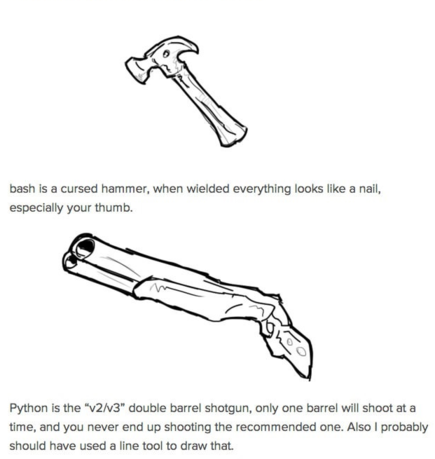 bash is a cursed hammer, when wielded everything looks like a nail,
especially your thumb.
Python is the "v2/v3" double barrel shotgun, only one barrel will shoot at a
time, and you never end up shooting the recommended one. Also I probably
should have used a line tool to draw that.